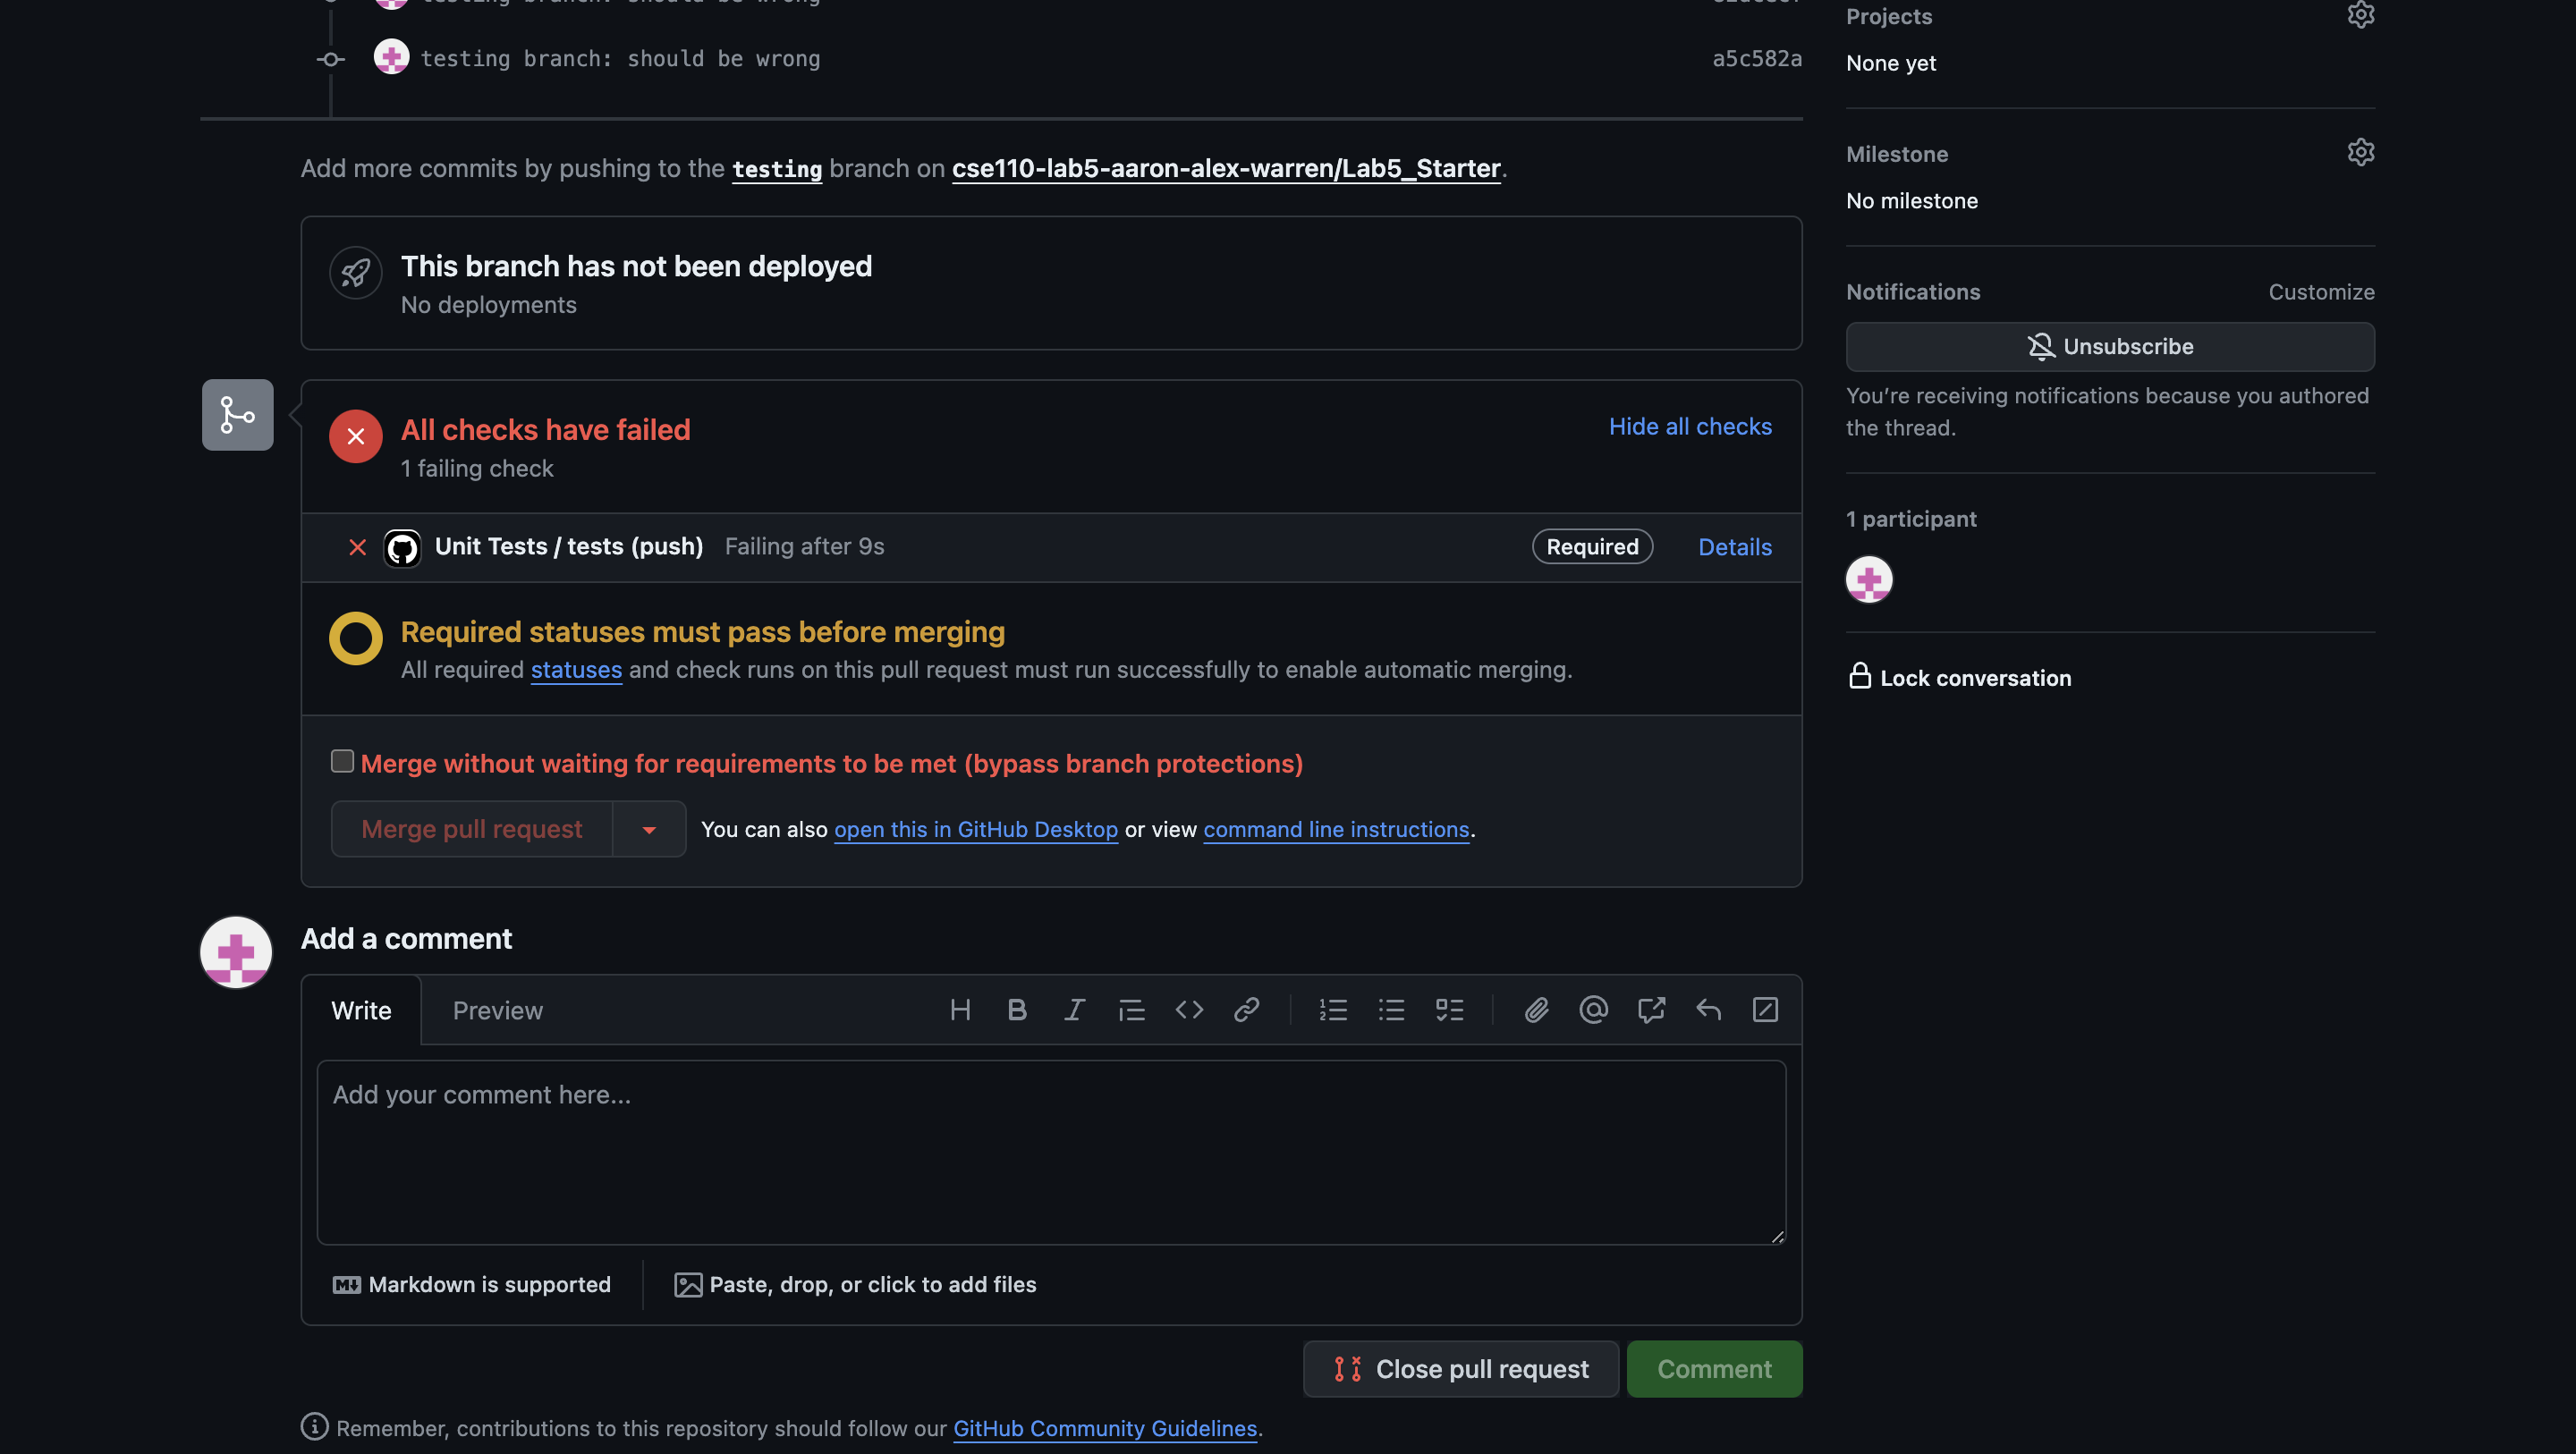 testing branch: should be wrong
testing branch: should be wrong a5c582a
Add more commits by pushing to the testing branch on cse110-lab5-aaron-alex-warren/Lab5_Starter.
This branch has not been deployed
No deployments
All checks have failed
Hide all checks
1 failing check
Unit Tests / tests (push) Failing after 9s Required Details
Required statuses must pass before merging
All required statuses and check runs on this pull request must run successfully to enable automatic merging.
Merge without waiting for requirements to be met (bypass branch protections)
Merge pull request You can also open this in GitHub Desktop or view command line instructions.
Add a comment
Write Preview
Add your comment here...
Markdown is supported Paste, drop, or click to add files
Close pull request Comment
Remember, contributions to this repository should follow our GitHub Community Guidelines.
Projects
None yet
Milestone
No milestone
Notifications Customize
Unsubscribe
You’re receiving notifications because you authored
the thread.
1 participant
Lock conversation